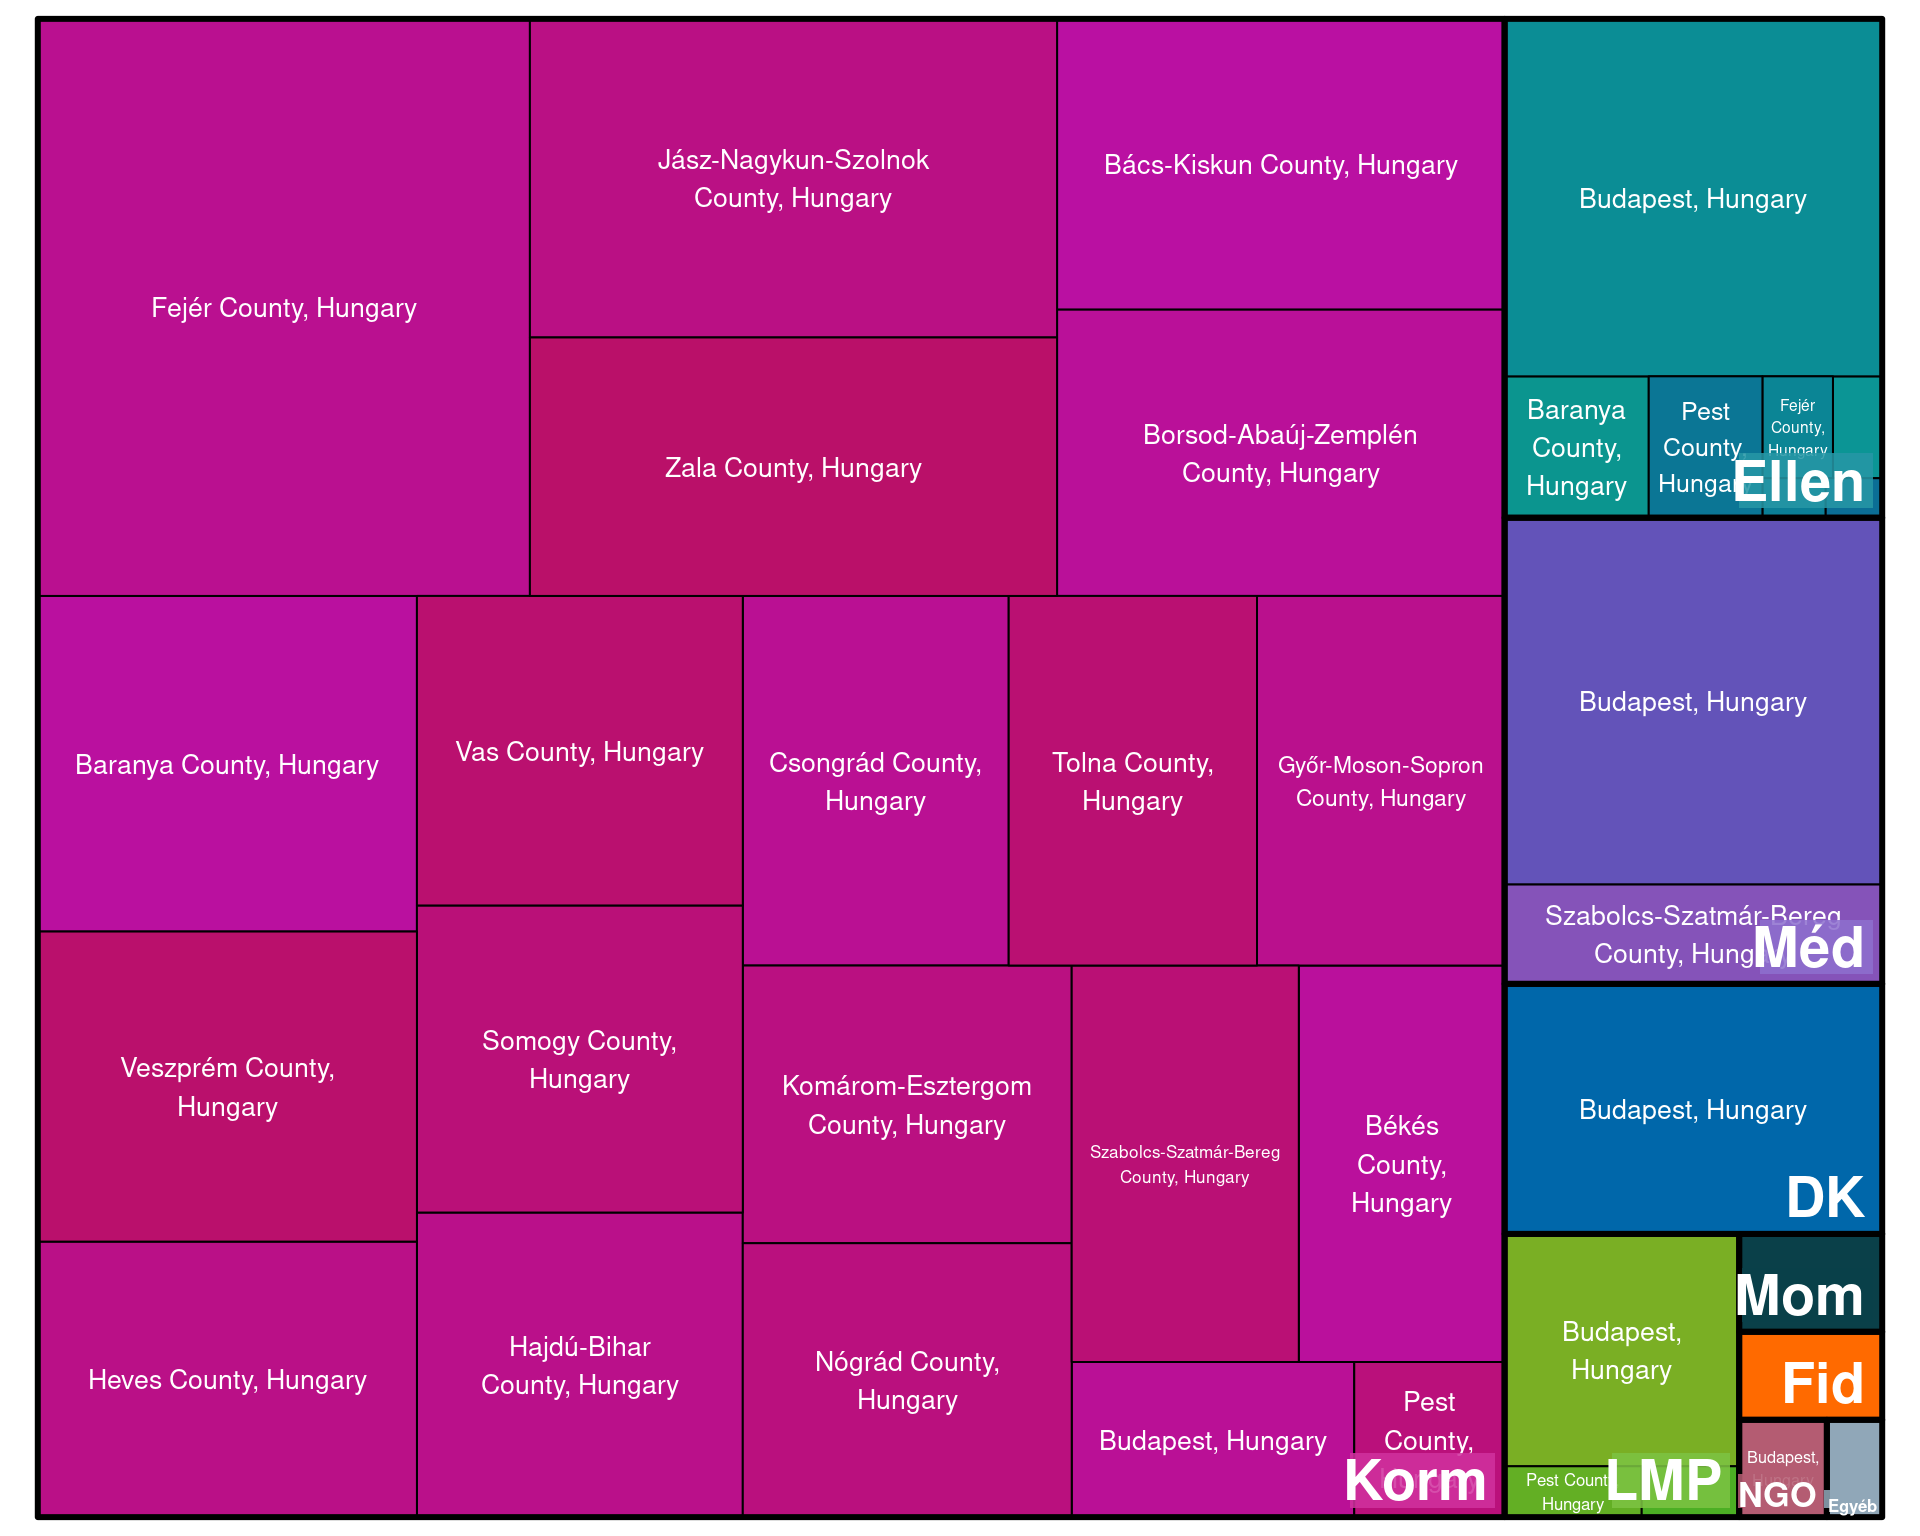 Fejér County, Hungary
Jász-Nagykun-Szolnok
County, Hungary
Zala County, Hungary
Bács-Kiskun County, Hungary
Borsod-Abaúj-Zemplén
County, Hungary
Baranya County, Hungary
Veszprém County,
Hungary
Heves County, Hungary
Vas County, Hungary
Somogy County,
Hungary
Hajdú-Bihar
County, Hungary
Csongrád County,
Hungary
Tolna County,
Hungary
Győr-Moson-Sopron
County, Hungary
Komárom-Esztergom
County, Hungary
Nógrád County,
Hungary
Szabolcs-Szatmár-Bereg
County, Hungary
Békés
County,
Hungary
Budapest, Hungary
Pest
County,
Korm
Budapest, Hungary
Baranya
County,
Hungary
Pest
County,
Hungary
Fejér
County,
Hungary
Ellen
Budapest, Hungary
Szabolcs-Szatmár-Bereg
County, Hungary
Méd
Budapest, Hungary
DK
Budapest,
Hungary
Pest County,
Hungary
LMP
Mom
Fid
Budapest,
Hungary
NGO
Egyéb